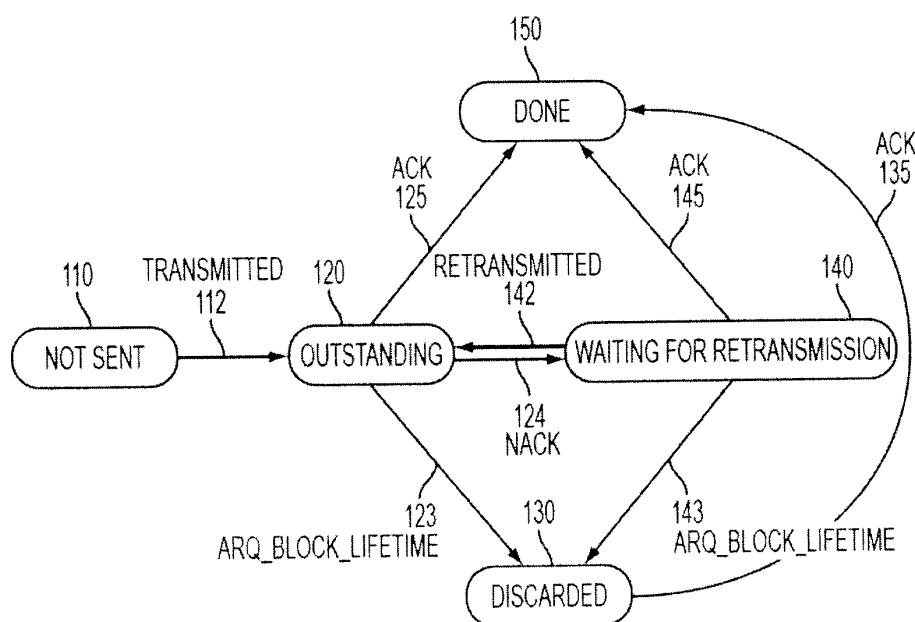 150
DONE
ACK
125
ACK
145
ACK
135
110
TRANSMITTED
112
120
RETRANSMITTED
142
140
NOT SENT
OUTSTANDING
WAITING FOR RETRANSMISSION
124
NACK
123
ARQ_BLOCK_LIFETIME
130
143
ARQ_BLOCK_LIFETIME
DISCARDED